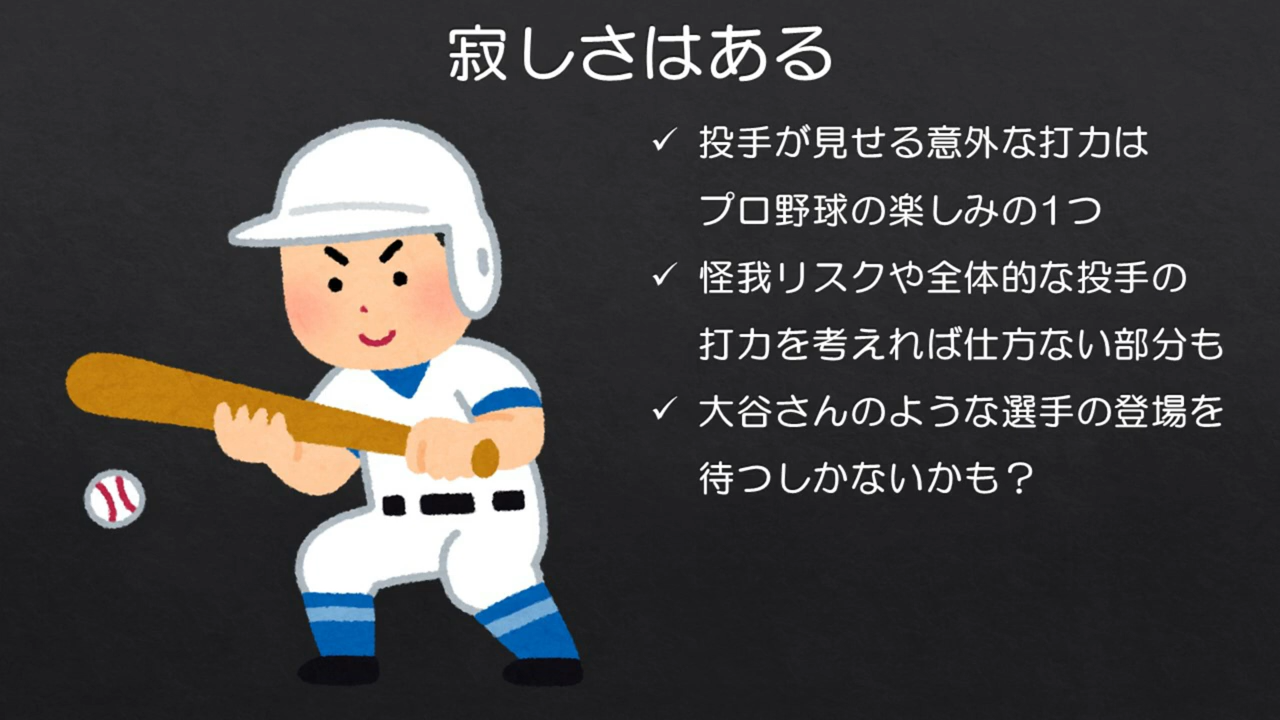 寂しさはある
✓ 投手が見せる意外な打力は
プロ野球の楽しみの1つ
✓ 怪我リスクや全体的な投手の
打力を考えれば仕方ない部分も
✓ 大谷さんのような選手の登場を
待つしかないかも？